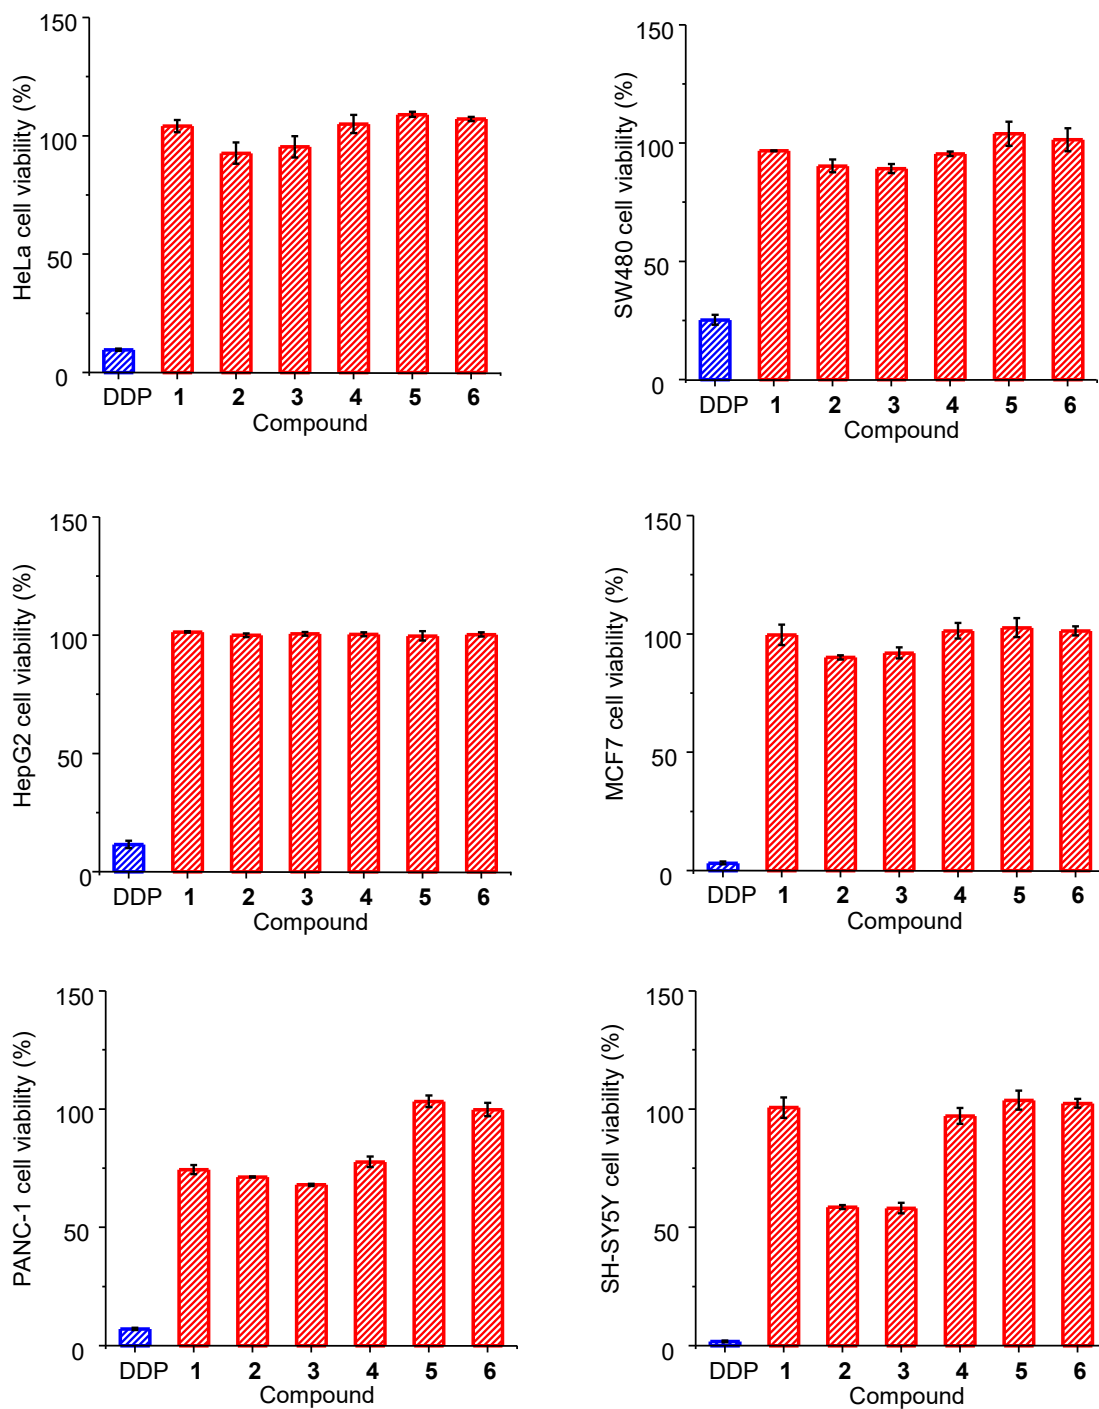 HeLa cell viability (%)
150
100
50
0
DDP 1 2 3 4 5 6
Compound
SW480 cell viability (%)
150
100
50
0
DDP 1 2 3 4 5 6
Compound
HepG2 cell viability (%)
150
100
50
0
DDP 1 2 3 4 5 6
Compound
MCF7 cell viability (%)
150
100
50
0
DDP 1 2 3 4 5 6
Compound
PANC-1 cell viability (%)
150
100
50
0
DDP 1 2 3 4 5 6
Compound
SH-SY5Y cell viability (%)
150
100
50
0
DDP 1 2 3 4 5 6
Compound